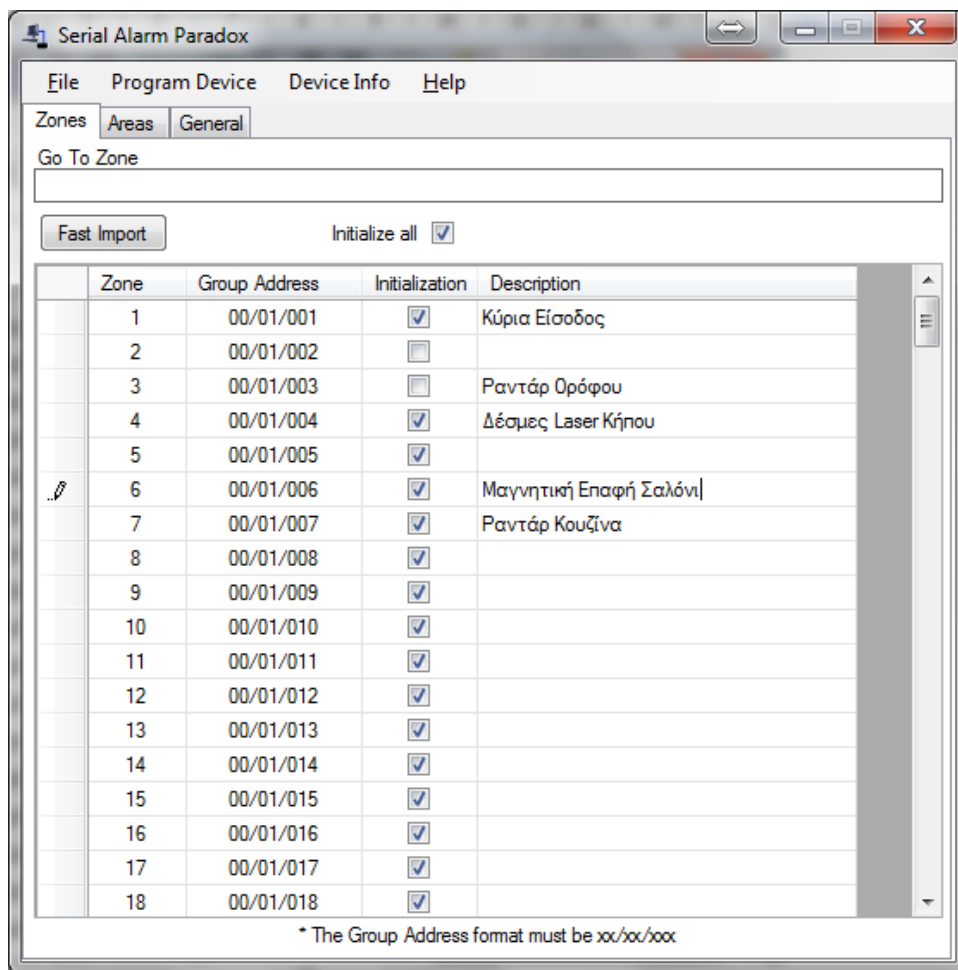 Serial Alarm Paradox
File Program Device Device Info Help
Zones Areas General
Go To Zone
Fast Import Initialize all
Zone Group Address Initialization Description
1 00/01/001 Κύρια Είσοδος
2 00/01/002
3 00/01/003 Ραντάρ Ορόφου
4 00/01/004 Δέσμες Laser Κήπου
5 00/01/005
6 00/01/006 Μαγνητική Επαφή Σαλόνι
7 00/01/007 Ραντάρ Κουζίνα
8 00/01/008
9 00/01/009
10 00/01/010
11 00/01/011
12 00/01/012
13 00/01/013
14 00/01/014
15 00/01/015
16 00/01/016
17 00/01/017
18 00/01/018
* The Group Address format must be xx/xx/xxx